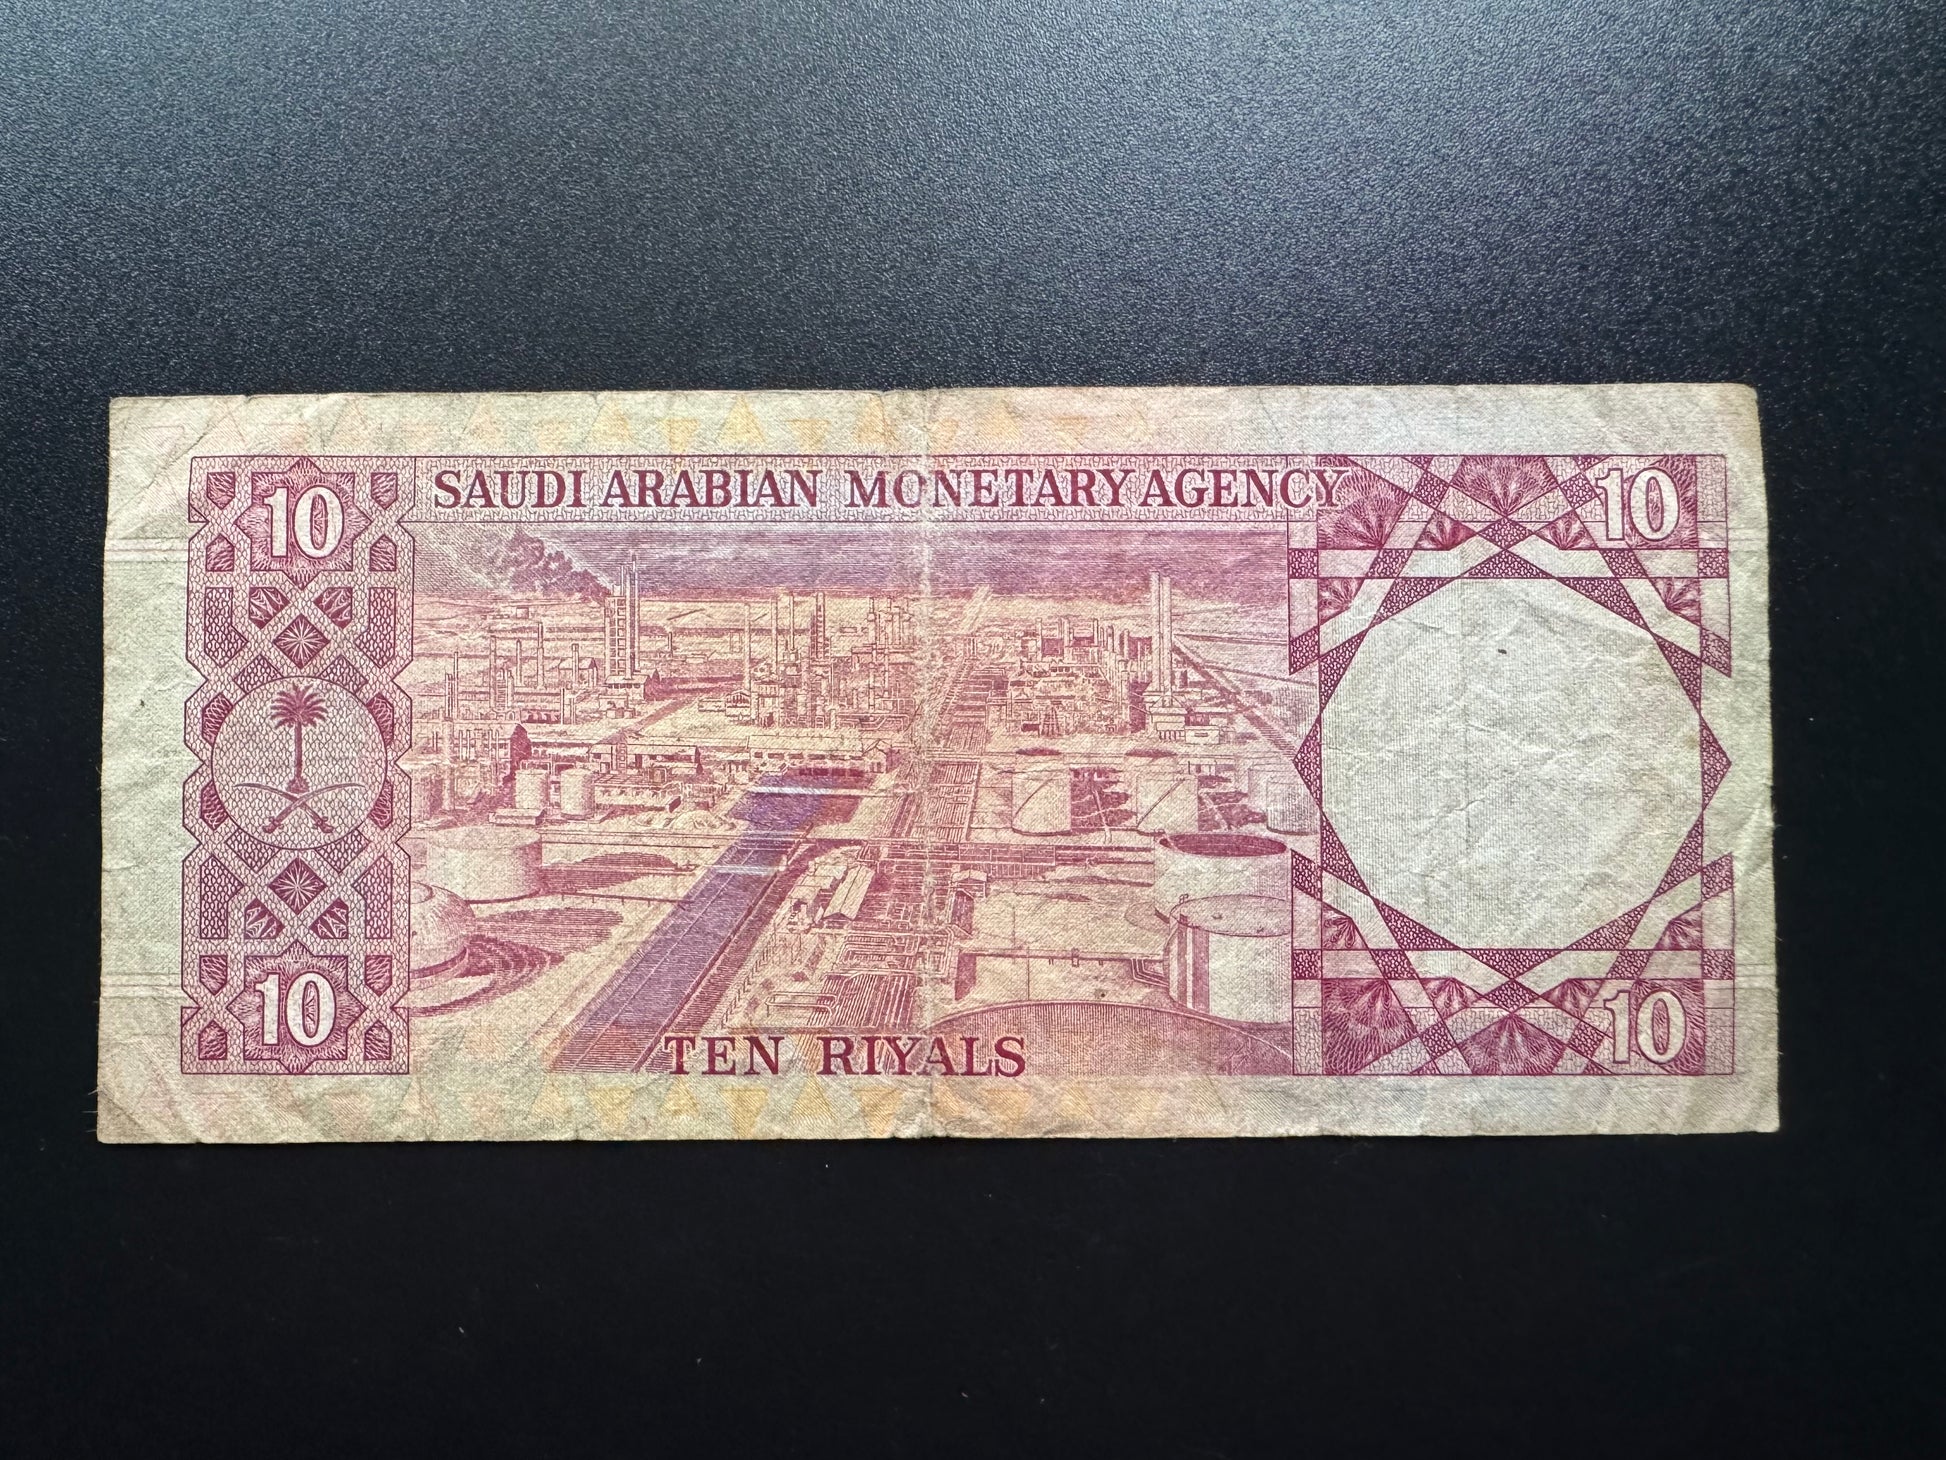 10 SAUDI ARABIAN MONETARY AGENCY 10
10 TEN RIYALS 10